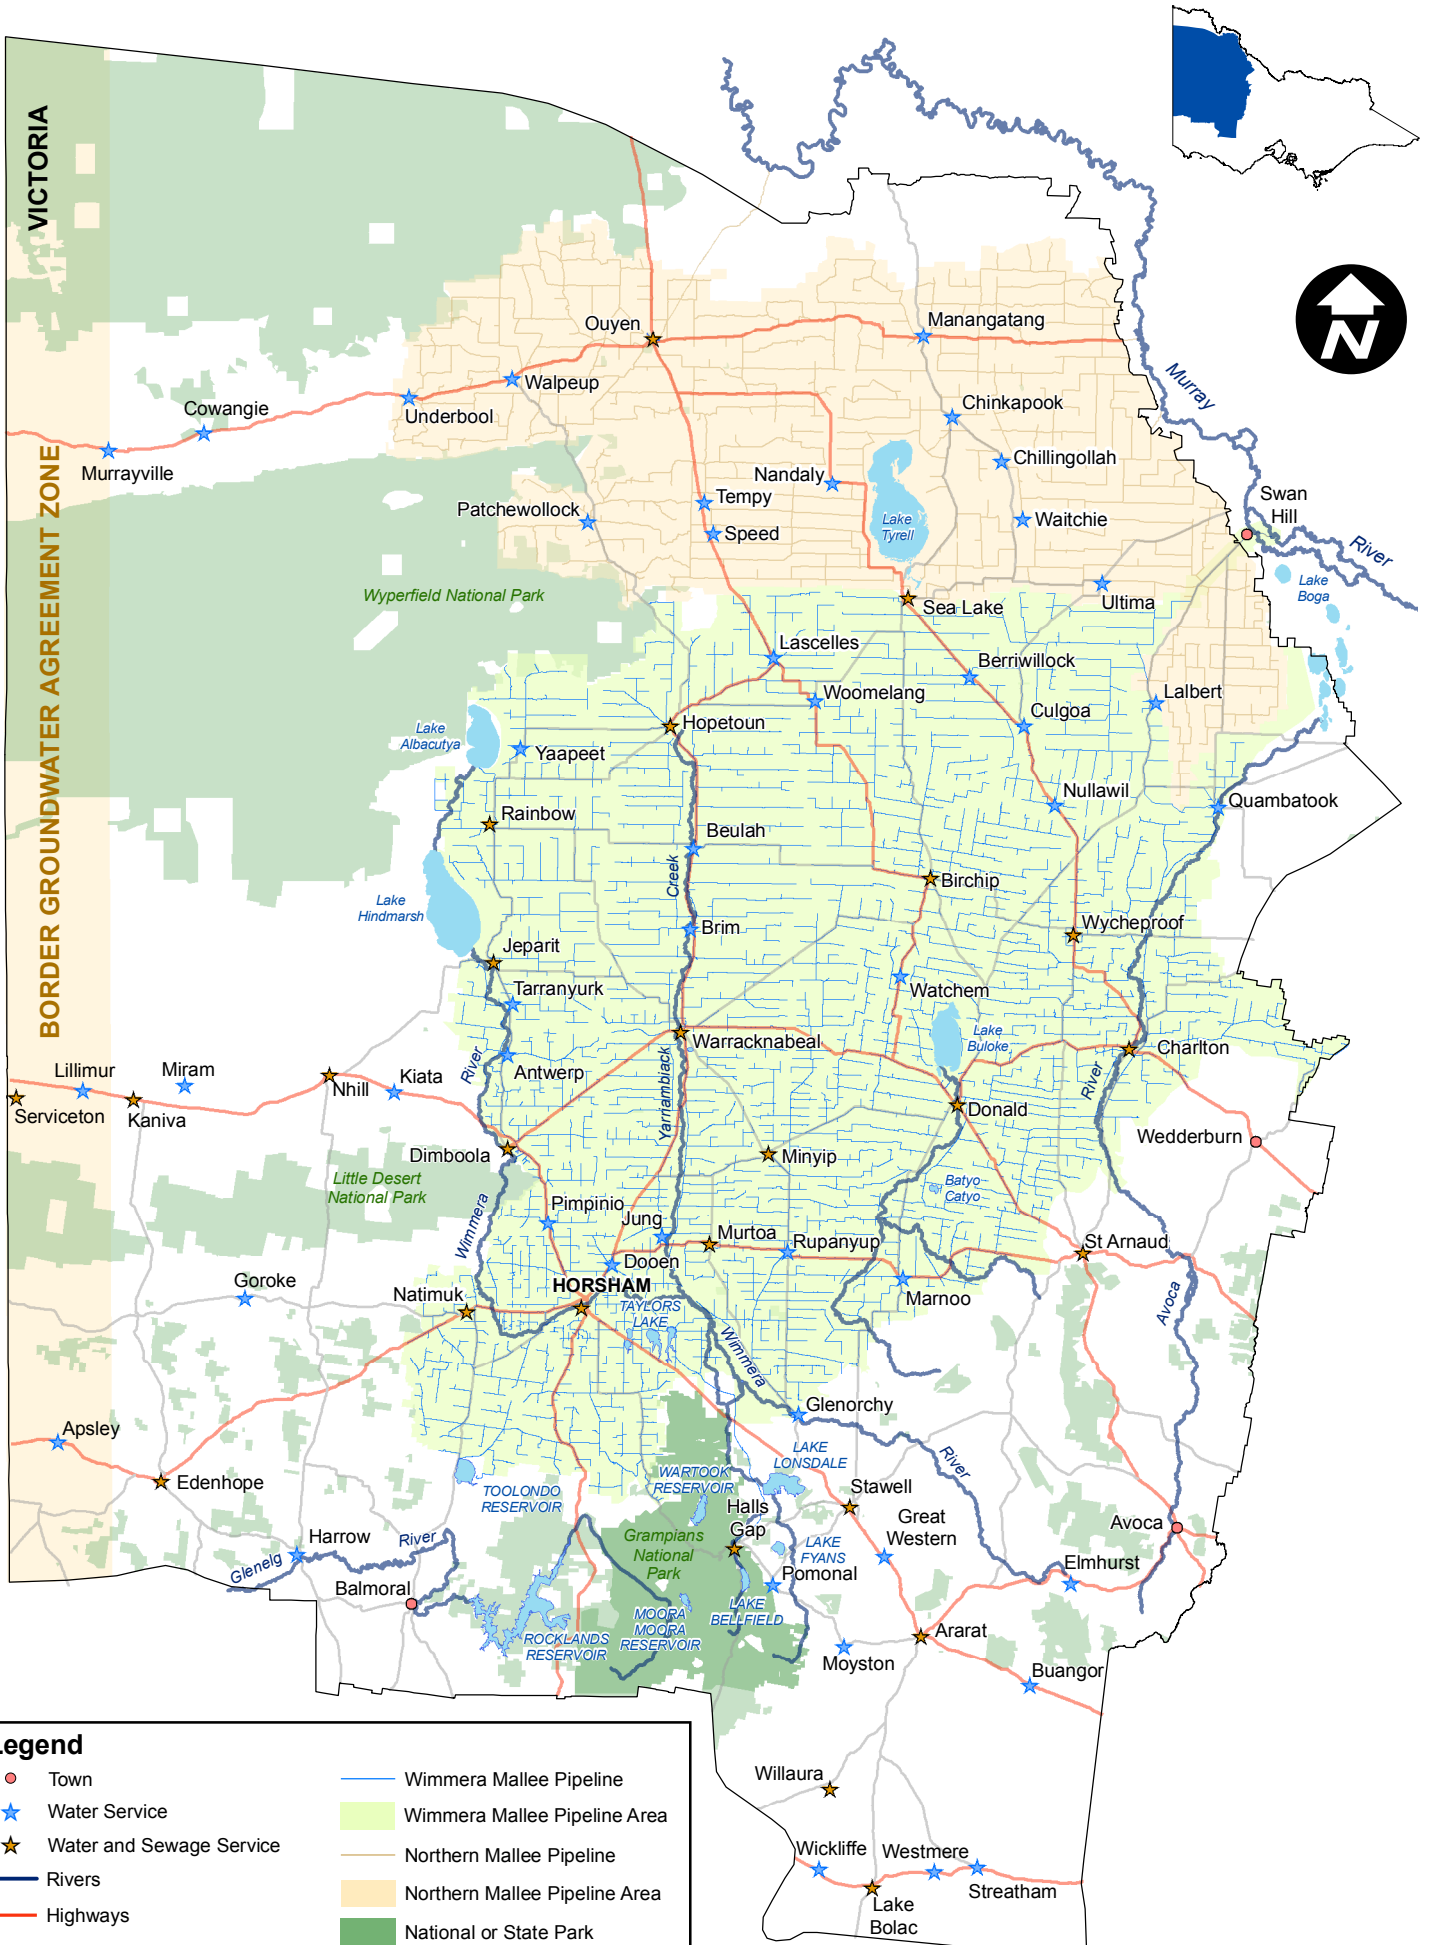 VICTORIA
BORDER GROUNDWATER AGREEMENT ZONE
N
Ouyen
Manangatang
Murray
Walpeup
Underbool
Cowangie
Murrayville
Chinkapook
Chillingollah
Nandaly
Tempy
Lake
Tyrell
Waitchie
Swan
Hill
Patchewollock
Speed
River
Lake
Boga
Wyperfield National Park
Sea Lake
Ultima
Lascelles
Berriwillock
Woomelang
Lalbert
Hopetoun
Culgoa
Lake
Albacutya
Yaapeet
Nullawil
Quambatook
Rainbow
Beulah
Creek
Birchip
Lake
Hindmarsh
Brim
Wycheproof
Jeparit
Tarranyurk
Watchem
Lake
Buloke
Warracknabeal
Charlton
River
Antwerp
Yarriambiack
River
Lillimur
Miram
Nhill
Kiata
Serviceton
Kaniva
Donald
Wedderburn
Dimboola
Minyip
Little Desert
National Park
Batyo
Catyo
Wimmera
Pimpinio
Jung
Murtoa
Rupanyup
St Arnaud
Dooen
HORSHAM
Goroke
Natimuk
TAYLORS
LAKE
Marnoo
Avoca
Wimmera
Glenorchy
Apsley
Edenhope
LAKE
LONSDALE
River
TOOLONDO
RESERVOIR
WARTOOK
RESERVOIR
Stawell
Halls
Gap
Great
Western
Avoca
Harrow
River
Glenelg
Grampians
National
Park
LAKE
FYANS
Pomonal
Elmhurst
Balmoral
MOORA
MOORA
RESERVOIR
LAKE
BELLFIELD
ROCKLANDS
RESERVOIR
Ararat
Moyston
Buangor
Willaura
Wickliffe
Westmere
Streatham
Lake
Bolac
Legend
Town
Water Service
Water and Sewage Service
Rivers
Highways
Wimmera Mallee Pipeline
Wimmera Mallee Pipeline Area
Northern Mallee Pipeline
Northern Mallee Pipeline Area
National or State Park